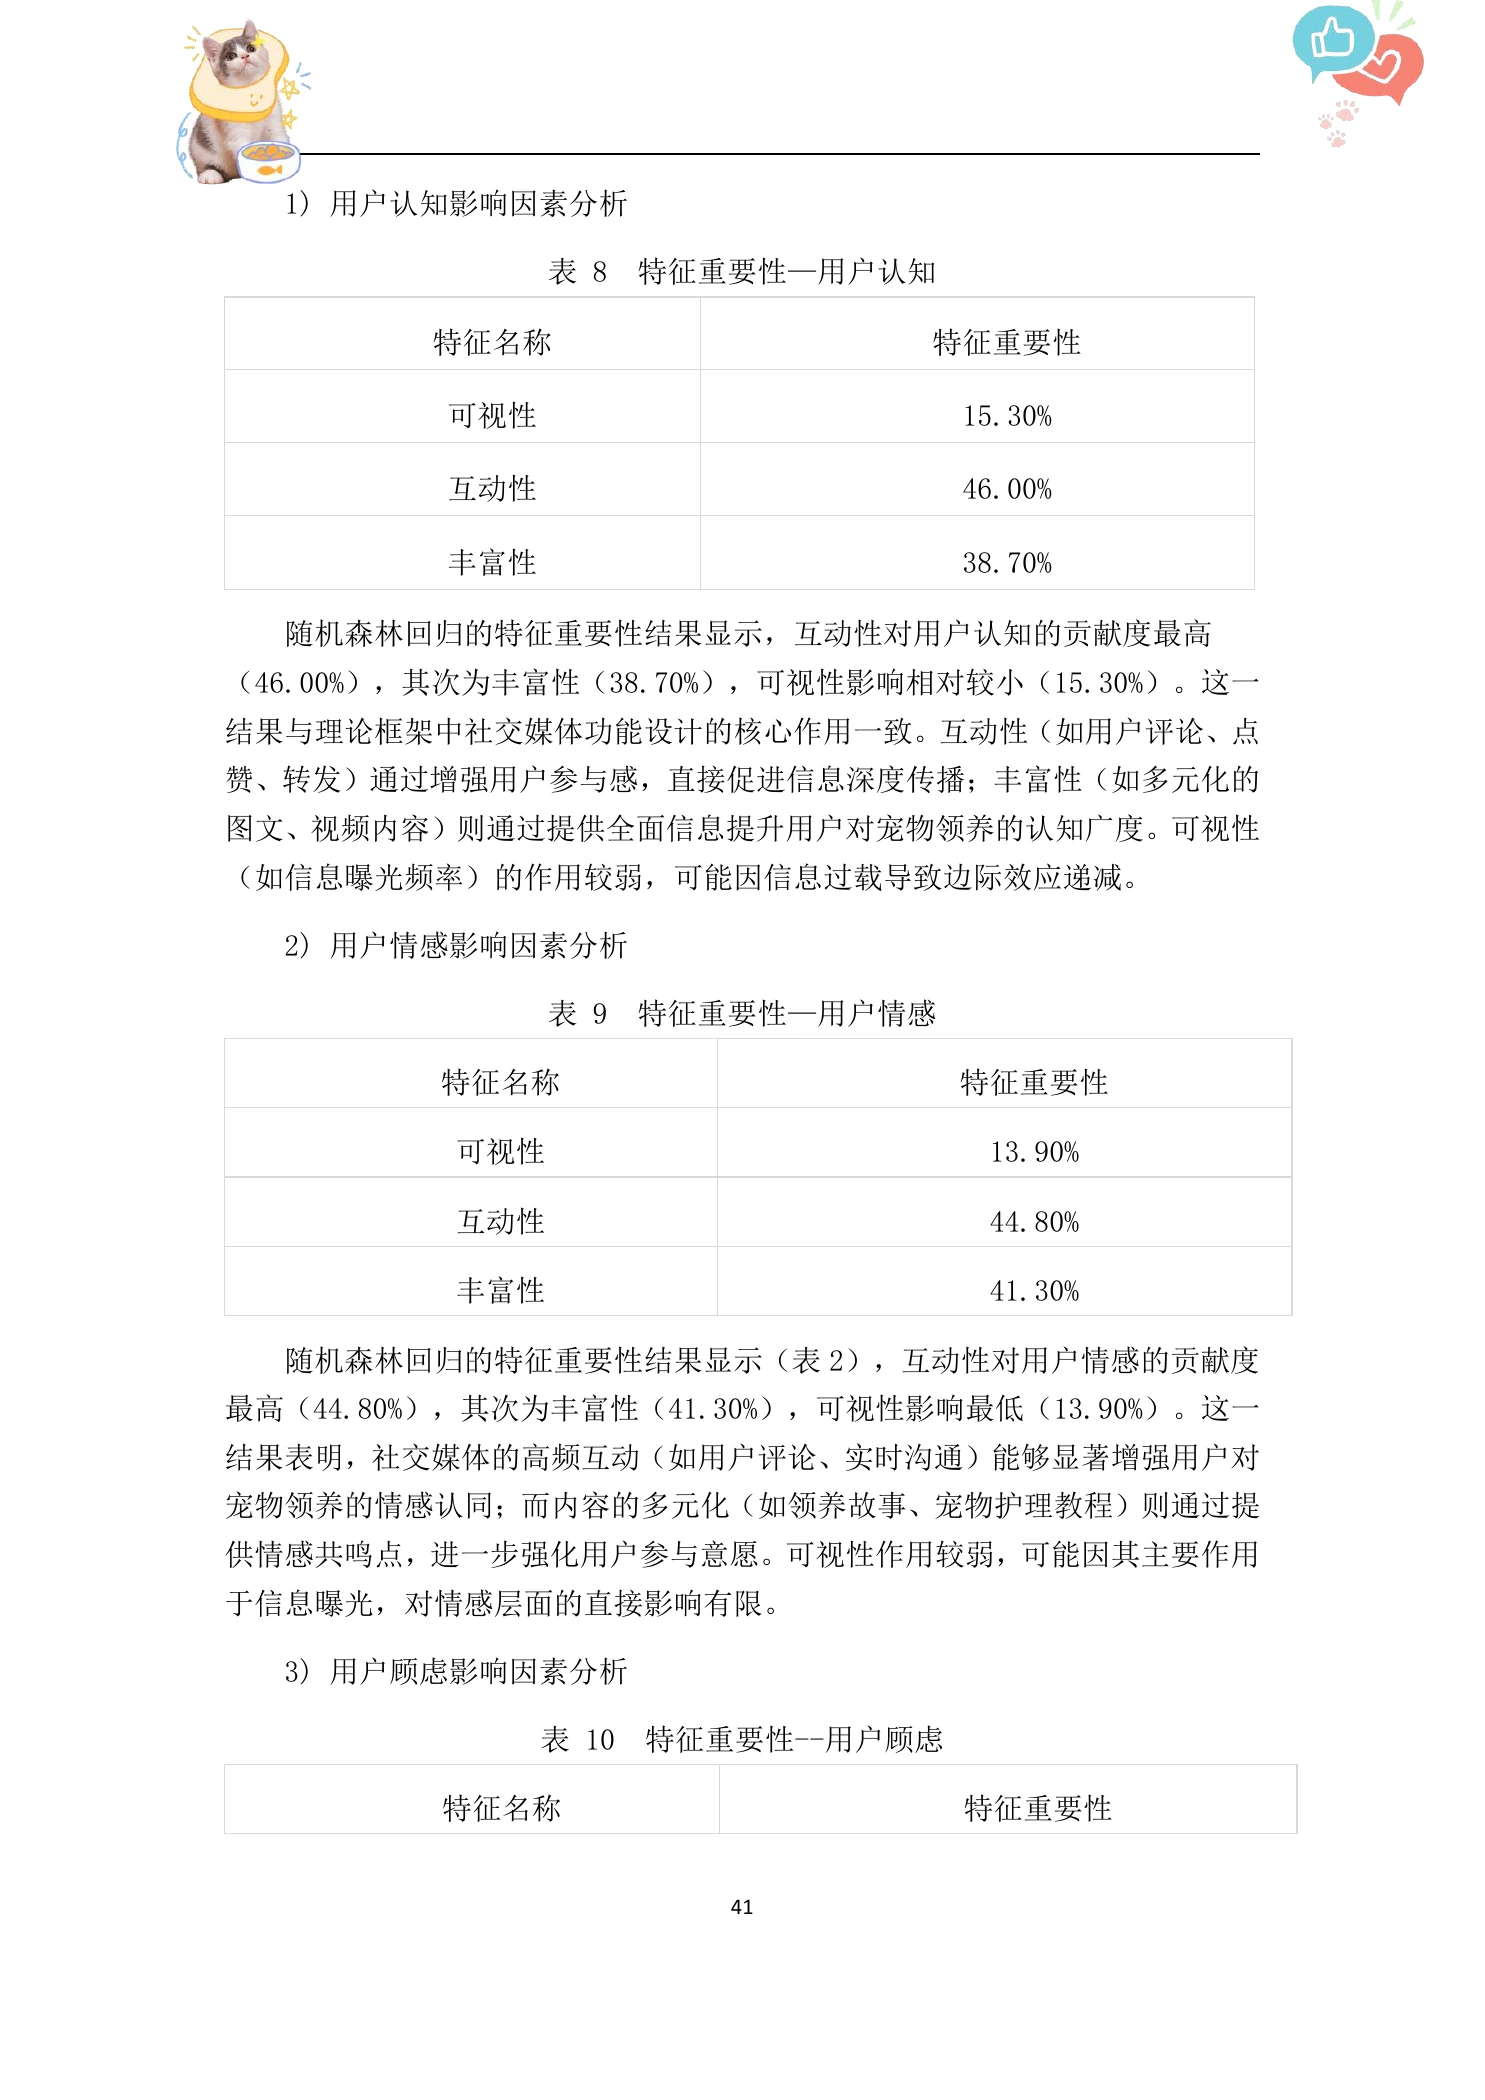 1) 用户认知影响因素分析
表 8 特征重要性—用户认知
特征名称 特征重要性
可视性 15.30%
互动性 46.00%
丰富性 38.70%
随机森林回归的特征重要性结果显示，互动性对用户认知的贡献度最高
（46.00%），其次为丰富性（38.70%），可视性影响相对较小（15.30%）。这一
结果与理论框架中社交媒体功能设计的核心作用一致。互动性（如用户评论、点
赞、转发）通过增强用户参与感，直接促进信息深度传播；丰富性（如多元化的
图文、视频内容）则通过提供全面信息提升用户对宠物领养的认知广度。可视性
（如信息曝光频率）的作用较弱，可能因信息过载导致边际效应递减。
2) 用户情感影响因素分析
表 9 特征重要性—用户情感
特征名称 特征重要性
可视性 13.90%
互动性 44.80%
丰富性 41.30%
随机森林回归的特征重要性结果显示（表 2），互动性对用户情感的贡献度
最高（44.80%），其次为丰富性（41.30%），可视性影响最低（13.90%）。这一
结果表明，社交媒体的高频互动（如用户评论、实时沟通）能够显著增强用户对
宠物领养的情感认同；而内容的多元化（如领养故事、宠物护理教程）则通过提
供情感共鸣点，进一步强化用户参与意愿。可视性作用较弱，可能因其主要作用
于信息曝光，对情感层面的直接影响有限。
3) 用户顾虑影响因素分析
表 10 特征重要性--用户顾虑
特征名称 特征重要性
41